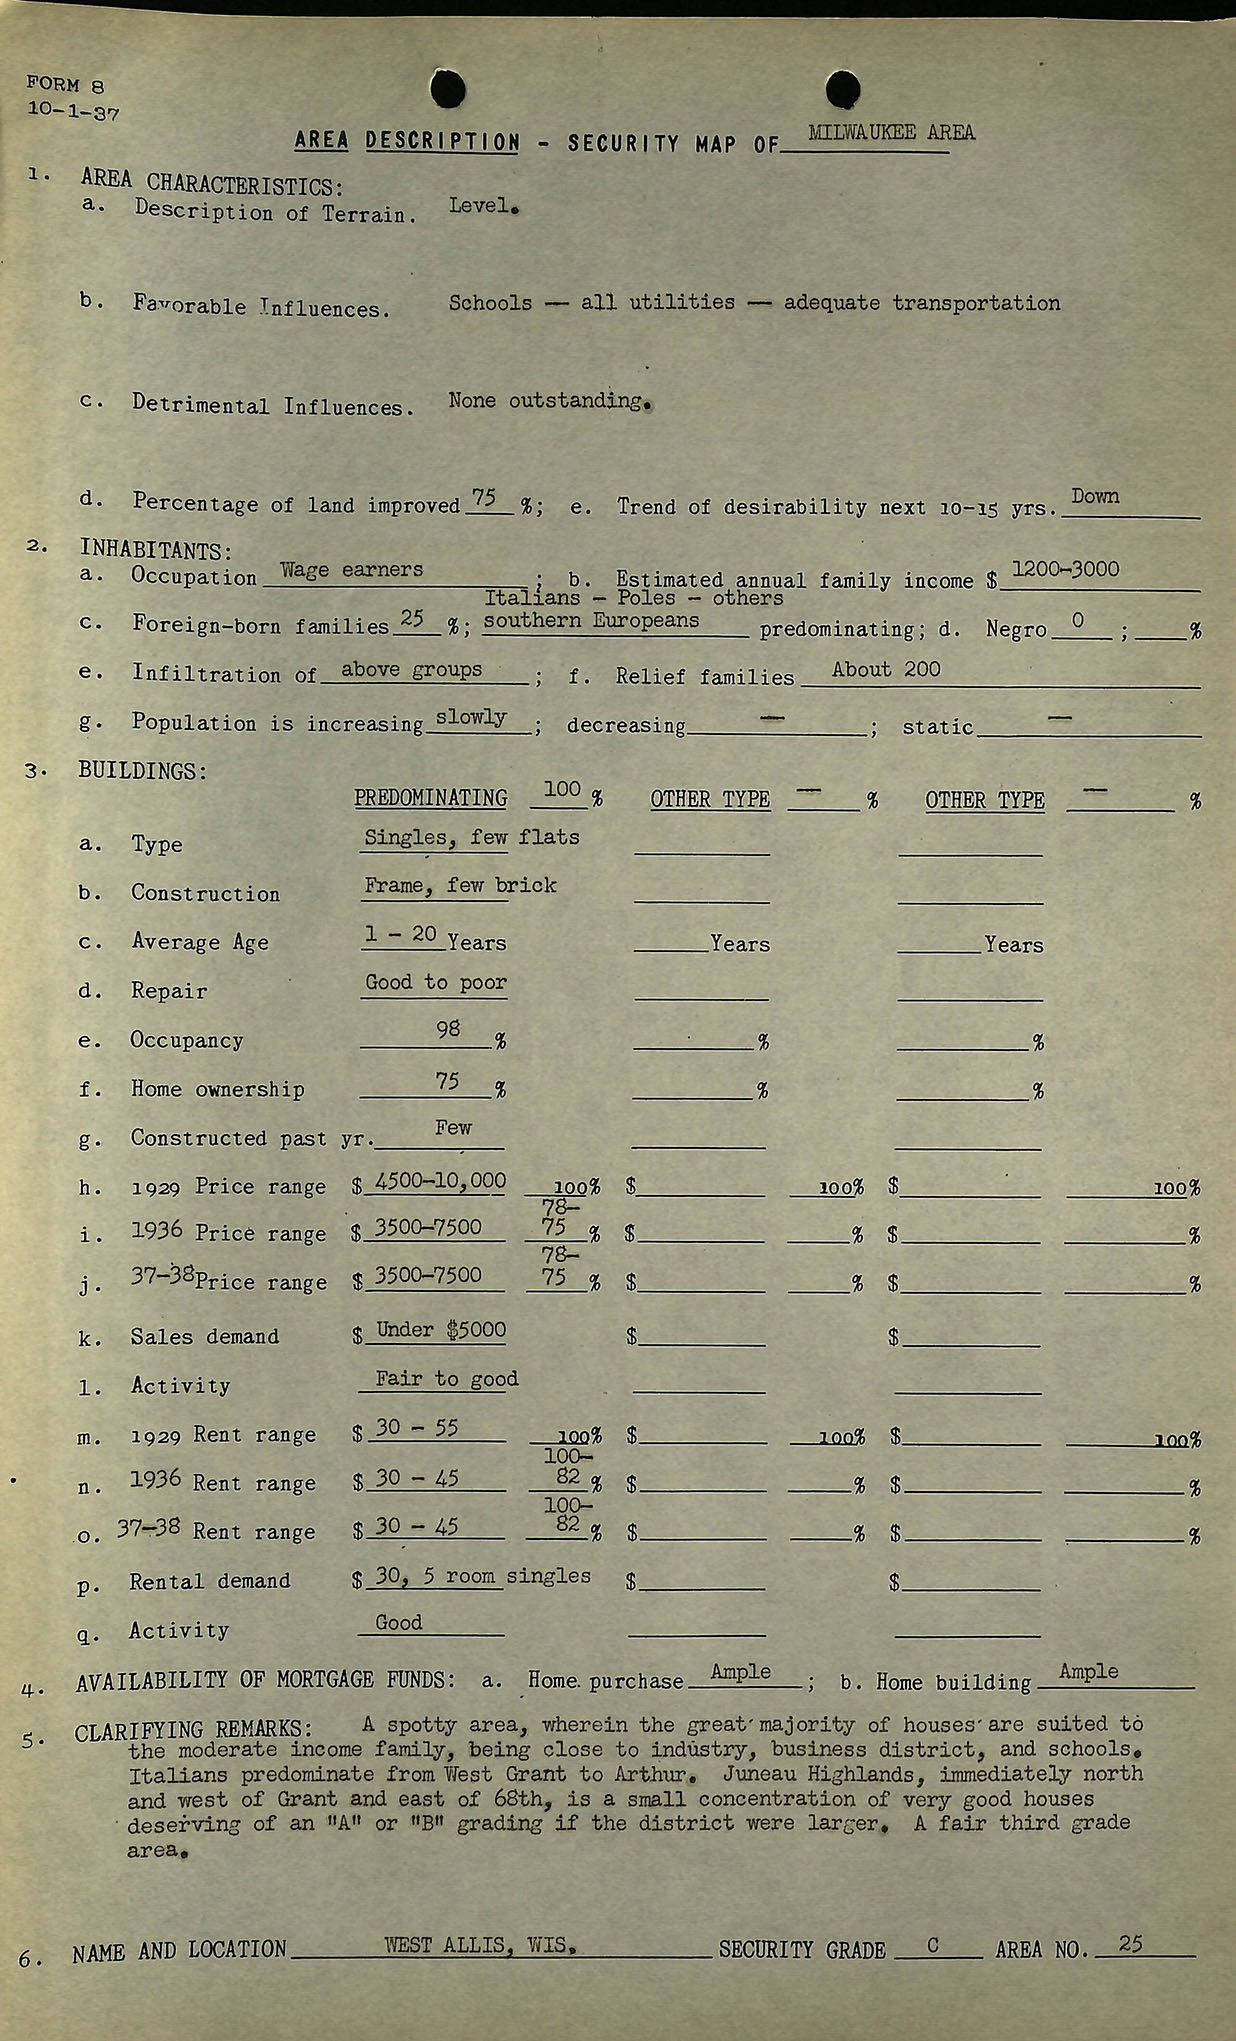 FORM 8
10-1-37
AREA DESCRIPTION - SECURITY MAP OF MILWAUKEE AREA
1. AREA CHARACTERISTICS:
a. Description of Terrain. Level.
b. Favorable Influences. Schools — all utilities — adequate transportation
c. Detrimental Influences. None outstanding.
d. Percentage of land improved 75 %; e. Trend of desirability next 10-15 yrs. Down
2. INHABITANTS:
a. Occupation Wage earners ; b. Estimated annual family income $ 1200-3000
Italians - Poles - others
c. Foreign-born families 25 %; southern Europeans predominating; d. Negro 0 ; %
e. Infiltration of above groups ; f. Relief families About 200
g. Population is increasing slowly ; decreasing — ; static —
3. BUILDINGS:
PREDOMINATING 100 % OTHER TYPE — % OTHER TYPE — %
a. Type Singles, few flats
b. Construction Frame, few brick
c. Average Age 1 - 20 Years Years Years
d. Repair Good to poor
e. Occupancy 98 % % %
f. Home ownership 75 % % %
g. Constructed past yr. Few
h. 1929 Price range $ 4500-10,000 100% $ 100% $ 100%
78-
i. 1936 Price range $ 3500-7500 75 % $ % $ %
78-
j. 37-38 Price range $ 3500-7500 75 % $ % $ %
k. Sales demand $ Under $5000 $ $
l. Activity Fair to good
m. 1929 Rent range $ 30 - 55 100% $ 100% $ 100%
100-
n. 1936 Rent range $ 30 - 45 82 % $ % $ %
100-
o. 37-38 Rent range $ 30 - 45 82 % $ % $ %
p. Rental demand $ 30, 5 room singles $ $
q. Activity Good
4. AVAILABILITY OF MORTGAGE FUNDS: a. Home purchase Ample ; b. Home building Ample
5. CLARIFYING REMARKS: A spotty area, wherein the great majority of houses are suited to
the moderate income family, being close to industry, business district, and schools.
Italians predominate from West Grant to Arthur. Juneau Highlands, immediately north
and west of Grant and east of 68th, is a small concentration of very good houses
deserving of an "A" or "B" grading if the district were larger. A fair third grade
area.
6. NAME AND LOCATION WEST ALLIS, WIS. SECURITY GRADE C AREA NO. 25